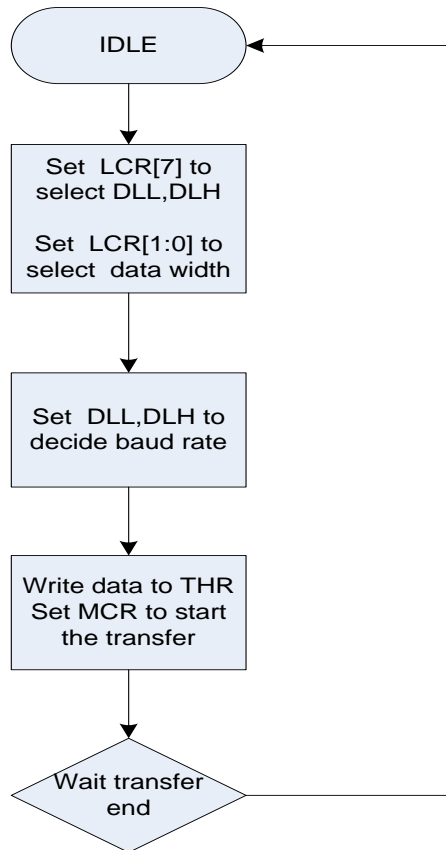 IDLE
Set LCR[7] to
select DLL,DLH
Set LCR[1:0] to
select data width
Set DLL,DLH to
decide baud rate
Write data to THR
Set MCR to start
the transfer
Wait transfer
end